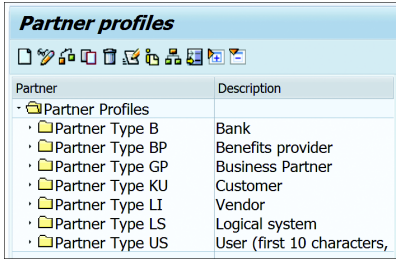 Partner profiles
Partner Description
Partner Profiles
Partner Type B Bank
Partner Type BP Benefits provider
Partner Type GP Business Partner
Partner Type KU Customer
Partner Type LI Vendor
Partner Type LS Logical system
Partner Type US User (first 10 characters,